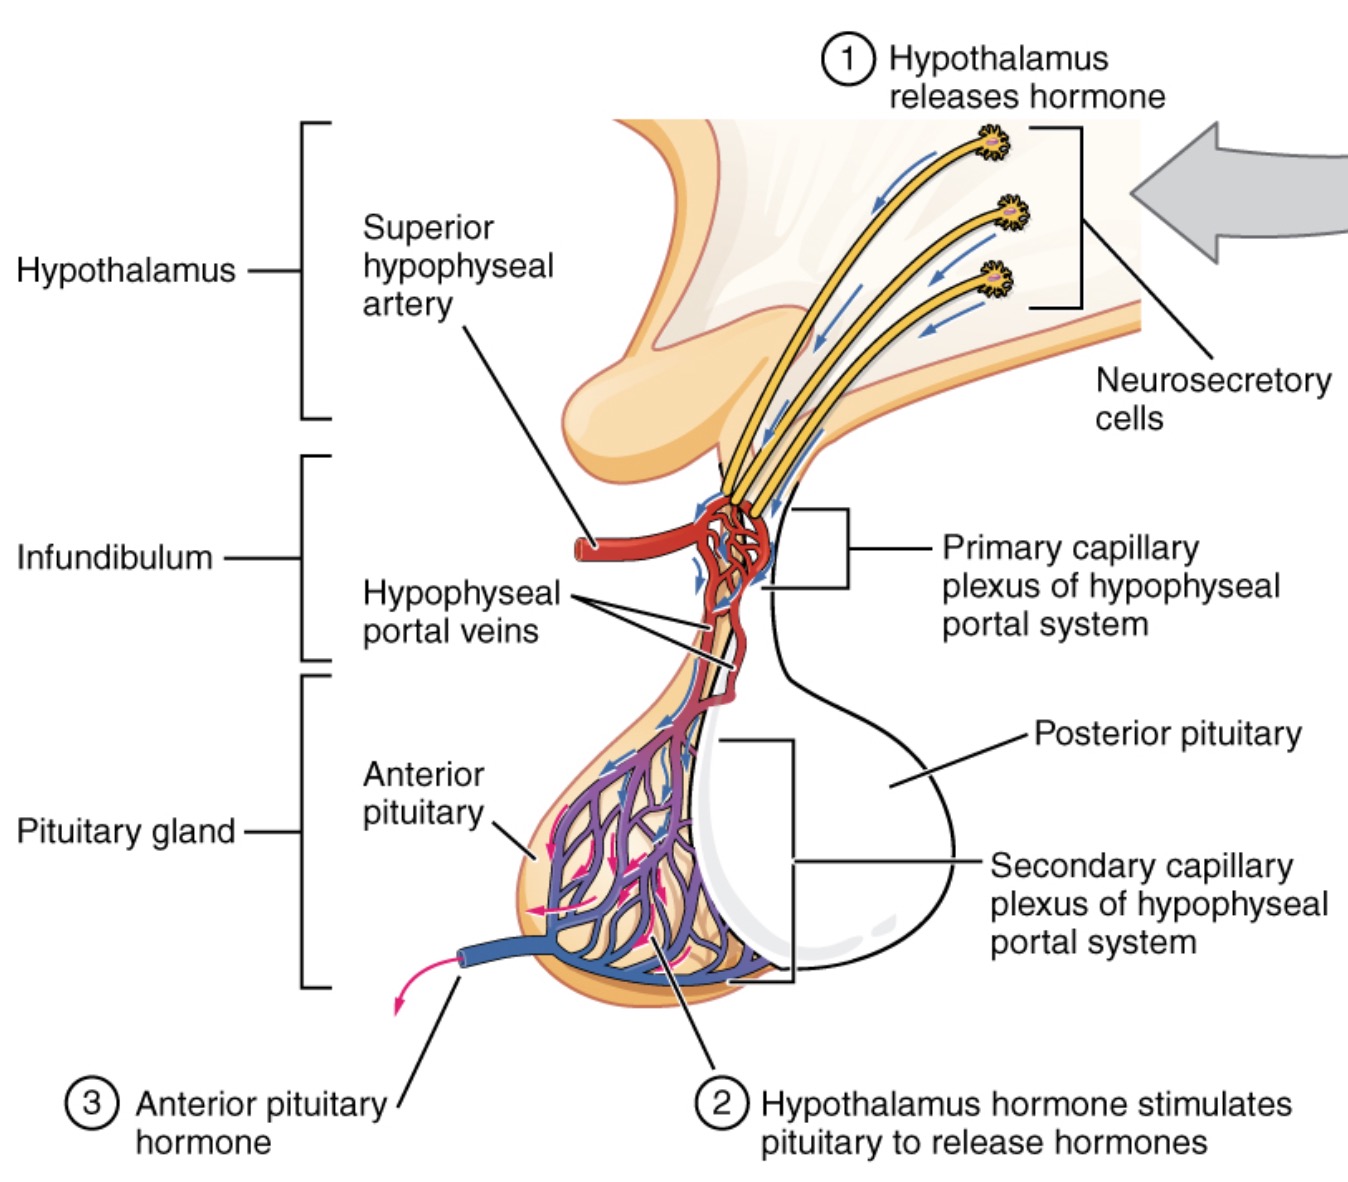 1
Hypothalamus
releases hormone
Hypothalamus
Superior
hypophyseal
artery
Neurosecretory
cells
Infundibulum
Hypophyseal
portal veins
Primary capillary
plexus of hypophyseal
portal system
Posterior pituitary
Anterior
pituitary
Pituitary gland
Secondary capillary
plexus of hypophyseal
portal system
3
Anterior pituitary
hormone
2
Hypothalamus hormone stimulates
pituitary to release hormones